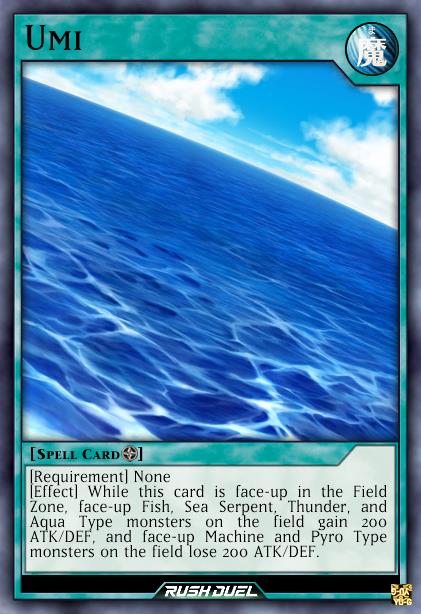 UMI
ま
魔
[SPELL CARD]
[Requirement] None
[Effect] While this card is face-up in the Field
Zone, face-up Fish, Sea Serpent, Thunder, and
Aqua Type monsters on the field gain 200
ATK/DEF, and face-up Machine and Pyro Type
monsters on the field lose 200 ATK/DEF.
RUSH DUEL